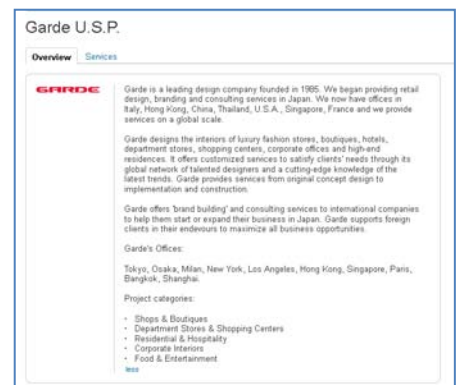 Garde U.S.P.
Overview Services
GARDE
Garde is a leading design company founded in 1985. We began providing retail
design, branding and consulting services in Japan. We now have offices in
Italy, Hong Kong, China, Thailand, U.S.A., Singapore, France and we provide
services on a global scale.
Garde designs the interiors of luxury fashion stores, boutiques, hotels,
department stores, shopping centers, corporate offices and high-end
residences. It offers customized services to satisfy clients' needs through its
global network of talented designers and a cutting-edge knowledge of the
latest trends. Garde provides services from original concept design to
implementation and construction.
Garde offers 'brand building' and consulting services to international companies
to help them start or expand their business in Japan. Garde supports foreign
clients in their endevours to maximize all business opportunities.
Garde's Offices:
Tokyo, Osaka, Milan, New York, Los Angeles, Hong Kong, Singapore, Paris,
Bangkok, Shanghai.
Project categories:
- Shops & Boutiques
- Department Stores & Shopping Centers
- Residential & Hospitality
- Corporate Interiors
- Food & Entertainment
less